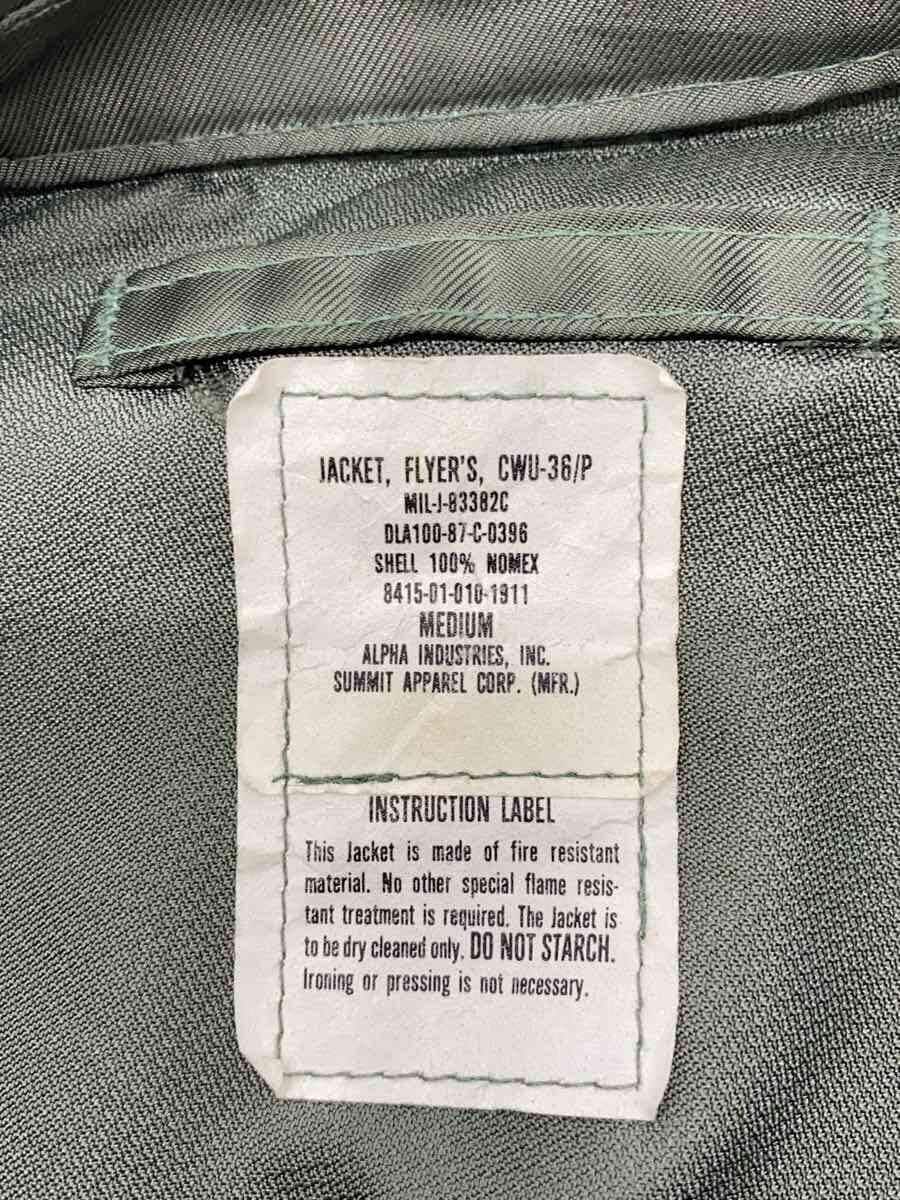 JACKET, FLYER'S, CWU-36/P
MIL-J-83382C
DLA100-87-C-0396
SHELL 100% NOMEX
8415-01-010-1911
MEDIUM
ALPHA INDUSTRIES, INC.
SUMMIT APPAREL CORP. (MFR.)
INSTRUCTION LABEL
This Jacket is made of fire resistant
material. No other special flame resis-
tant treatment is required. The Jacket is
to be dry cleaned only. DO NOT STARCH.
Ironing or pressing is not necessary.